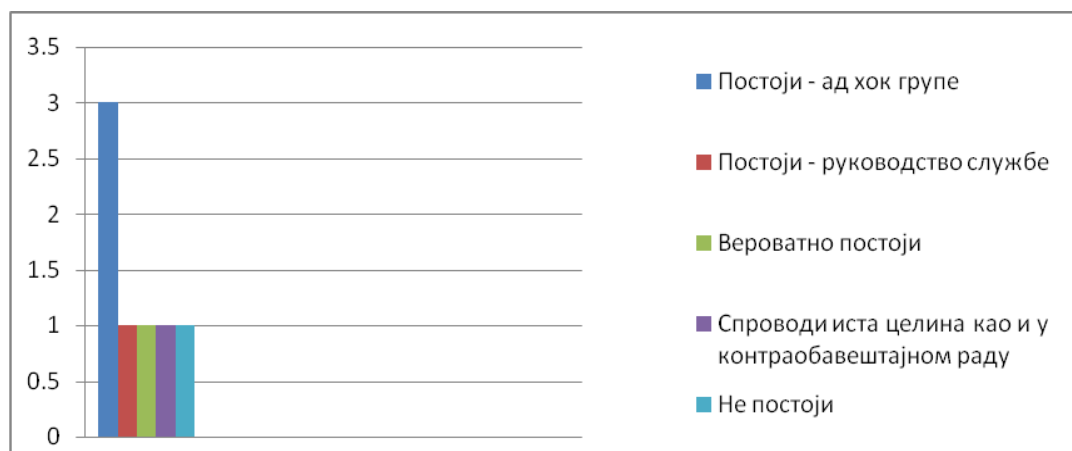 3.5
3
2.5
2
1.5
1
0.5
0
Постоји - ад хок групе
Постоји - руководство службе
Вероватно постоји
Спроводи иста целина као и у
контраобавештајном раду
Не постоји